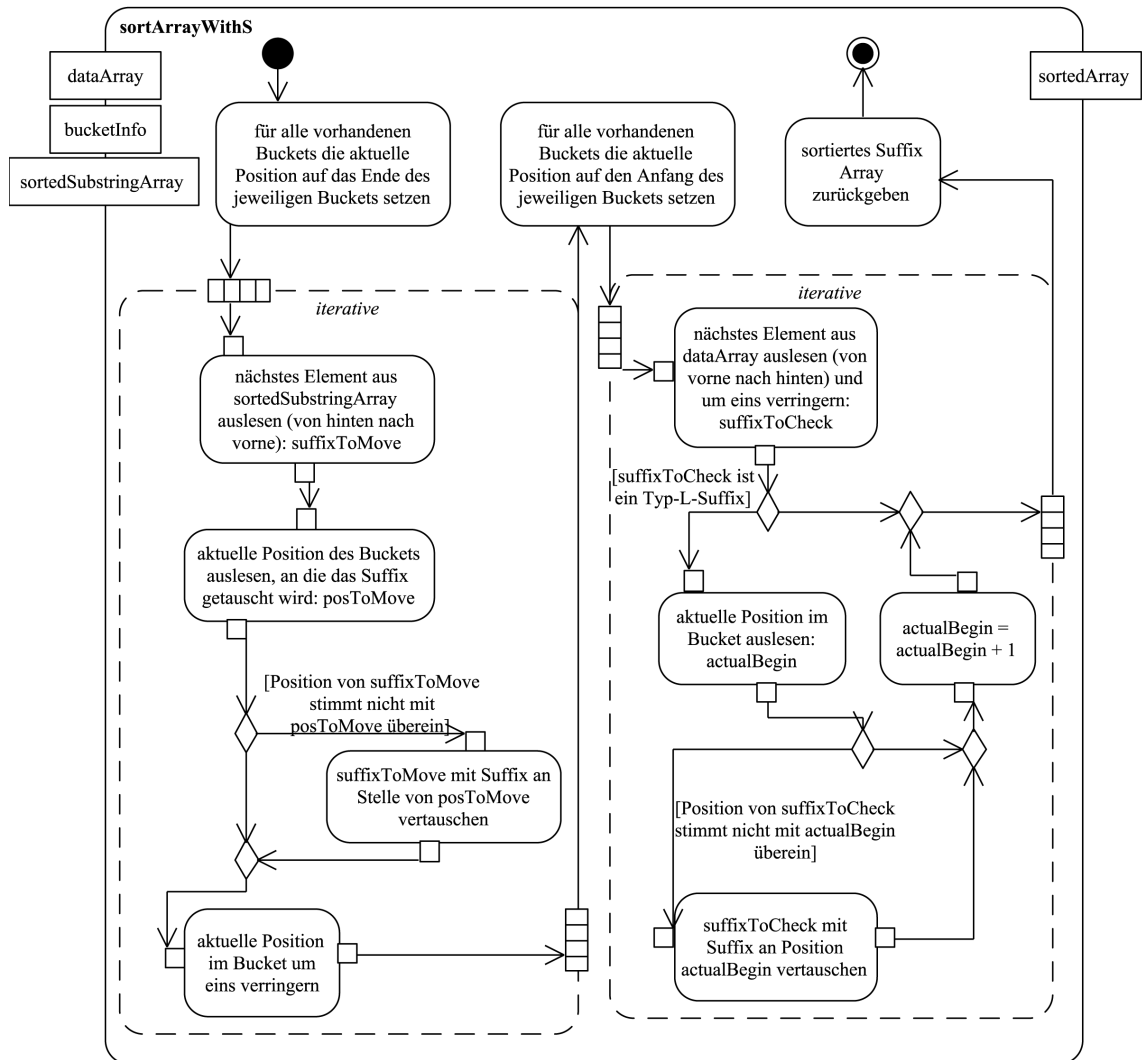 sortArrayWithS
dataArray
bucketInfo
sortedSubstringArray
sortedArray
für alle vorhandenen
Buckets die aktuelle
Position auf das Ende des
jeweiligen Buckets setzen
für alle vorhandenen
Buckets die aktuelle
Position auf den Anfang des
jeweiligen Buckets setzen
sortiertes Suffix
Array
zurückgeben
iterative
nächstes Element aus
sortedSubstringArray
auslesen (von hinten nach
vorne): suffixToMove
aktuelle Position des Buckets
auslesen, an die das Suffix
getauscht wird: posToMove
[Position von suffixToMove
stimmt nicht mit
posToMove überein]
suffixToMove mit Suffix an
Stelle von posToMove
vertauschen
aktuelle Position
im Bucket um
eins verringern
iterative
nächstes Element aus
dataArray auslesen (von
vorne nach hinten) und
um eins verringern:
suffixToCheck
[suffixToCheck ist
ein Typ-L-Suffix]
aktuelle Position im
Bucket auslesen:
actualBegin
actualBegin =
actualBegin + 1
[Position von suffixToCheck
stimmt nicht mit actualBegin
überein]
suffixToCheck mit
Suffix an Position
actualBegin vertauschen